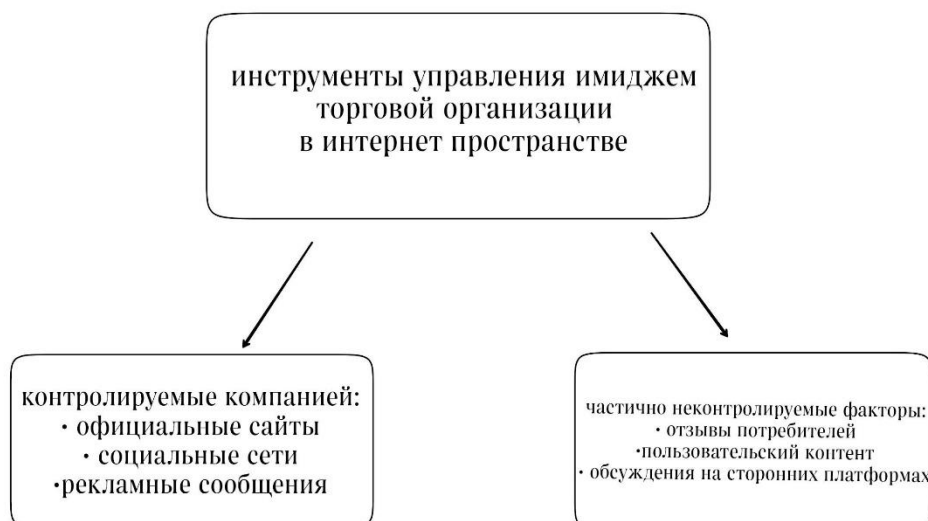 инструменты управления имиджем
торговой организации
в интернет пространстве
контролируемые компанией:
· официальные сайты
· социальные сети
·рекламные сообщения
частично неконтролируемые факторы:
· отзывы потребителей
·пользовательский контент
· обсуждения на сторонних платформах